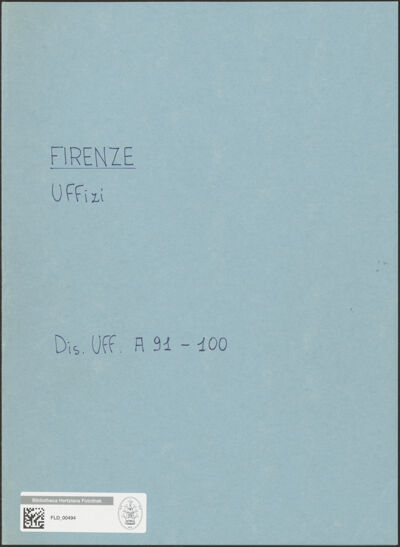 FIRENZE
Uffizi
Dis. Uff. A 91 - 100
Bibliotheca Hertziana Fotothek
FLD_00494